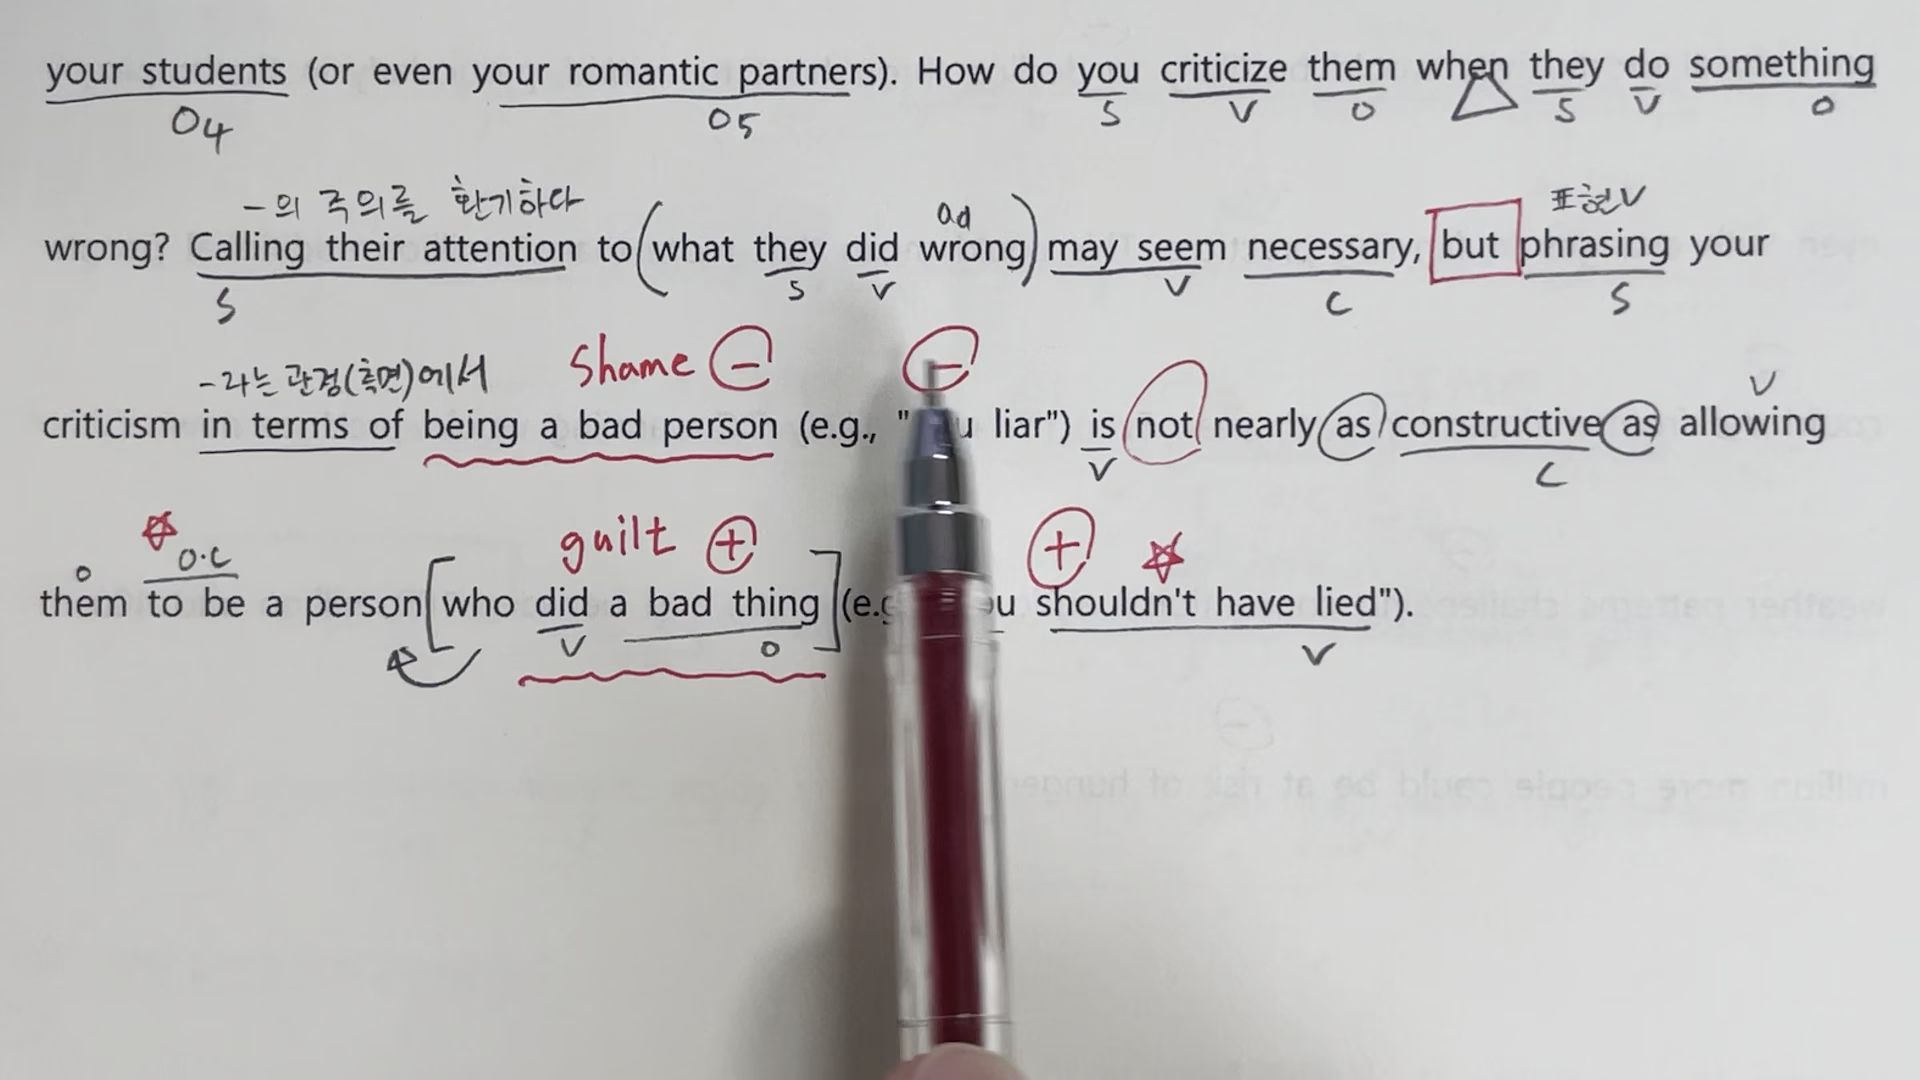 your students (or even your romantic partners). How do you criticize them when they do something
O4 O5 S V O S V O
-의 주의를 환기하다 ad 표현V
wrong? Calling their attention to (what they did wrong) may seem necessary, but phrasing your
S S V V C S
-라는 관점(측면)에서 Shame - - V
criticism in terms of being a bad person (e.g., " u liar") is not nearly as constructive as allowing
V C
guilt + +
O O.C
them to be a person [who did a bad thing] (e.g u shouldn't have lied").
V O V